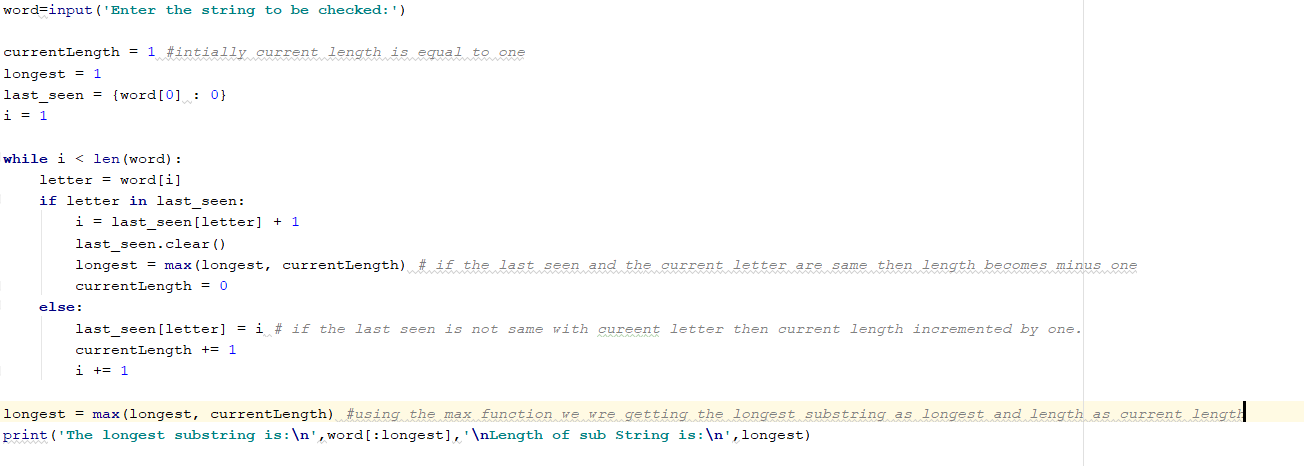 word=input('Enter the string to be checked:')
currentLength = 1 #intially current length is equal to one
longest = 1
last_seen = {word[0] : 0}
i = 1
while i < len(word):
letter = word[i]
if letter in last_seen:
i = last_seen[letter] + 1
last_seen.clear()
longest = max(longest, currentLength) # if the last seen and the current letter are same then length becomes minus one
currentLength = 0
else:
last_seen[letter] = i # if the last seen is not same with cureent letter then current length incremented by one.
currentLength += 1
i += 1
longest = max(longest, currentLength) #using the max function we wre getting the longest substring as longest and length as current length
print('The longest substring is:\n',word[:longest],'\nLength of sub String is:\n',longest)